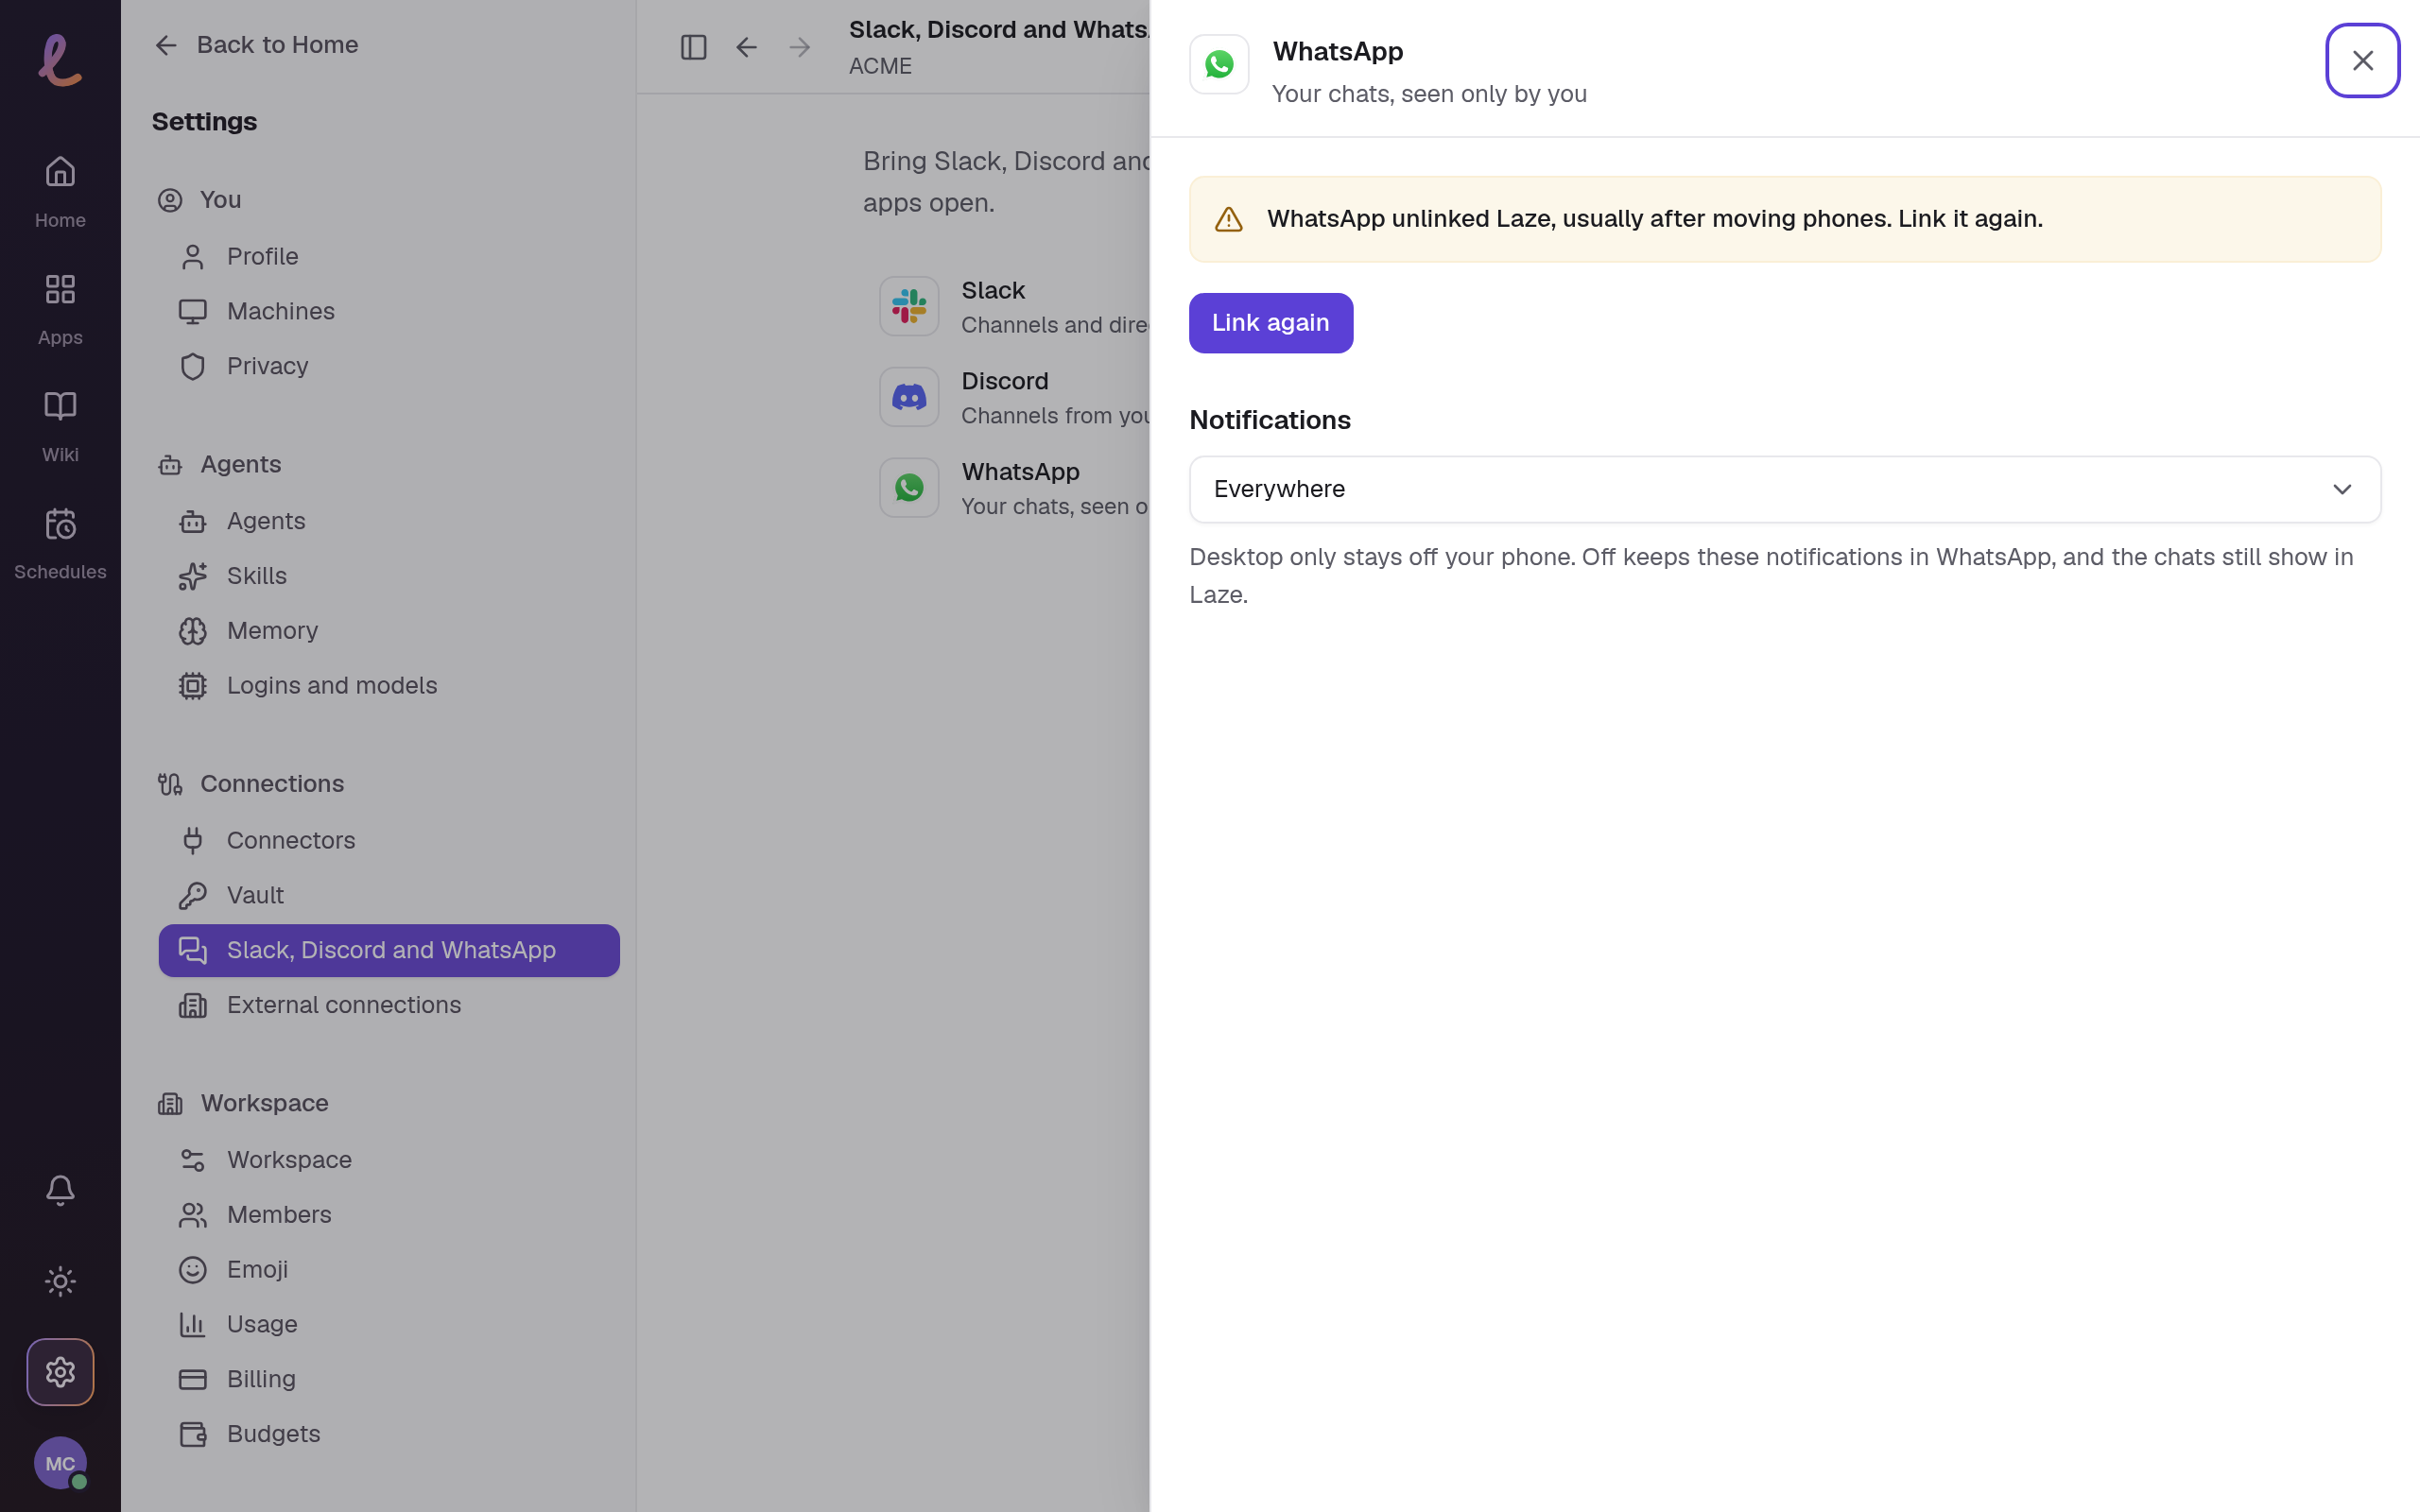 Home
Apps
Wiki
Schedules
MC
Back to Home
Settings
You
Profile
Machines
Privacy
Agents
Agents
Skills
Memory
Logins and models
Connections
Connectors
Vault
Slack, Discord and WhatsApp
External connections
Workspace
Workspace
Members
Emoji
Usage
Billing
Budgets
Slack, Discord and Whats
ACME
Bring Slack, Discord and
apps open.
Slack
Channels and dire
Discord
Channels from you
WhatsApp
Your chats, seen o
WhatsApp
Your chats, seen only by you
WhatsApp unlinked Laze, usually after moving phones. Link it again.
Link again
Notifications
Everywhere
Desktop only stays off your phone. Off keeps these notifications in WhatsApp, and the chats still show in
Laze.